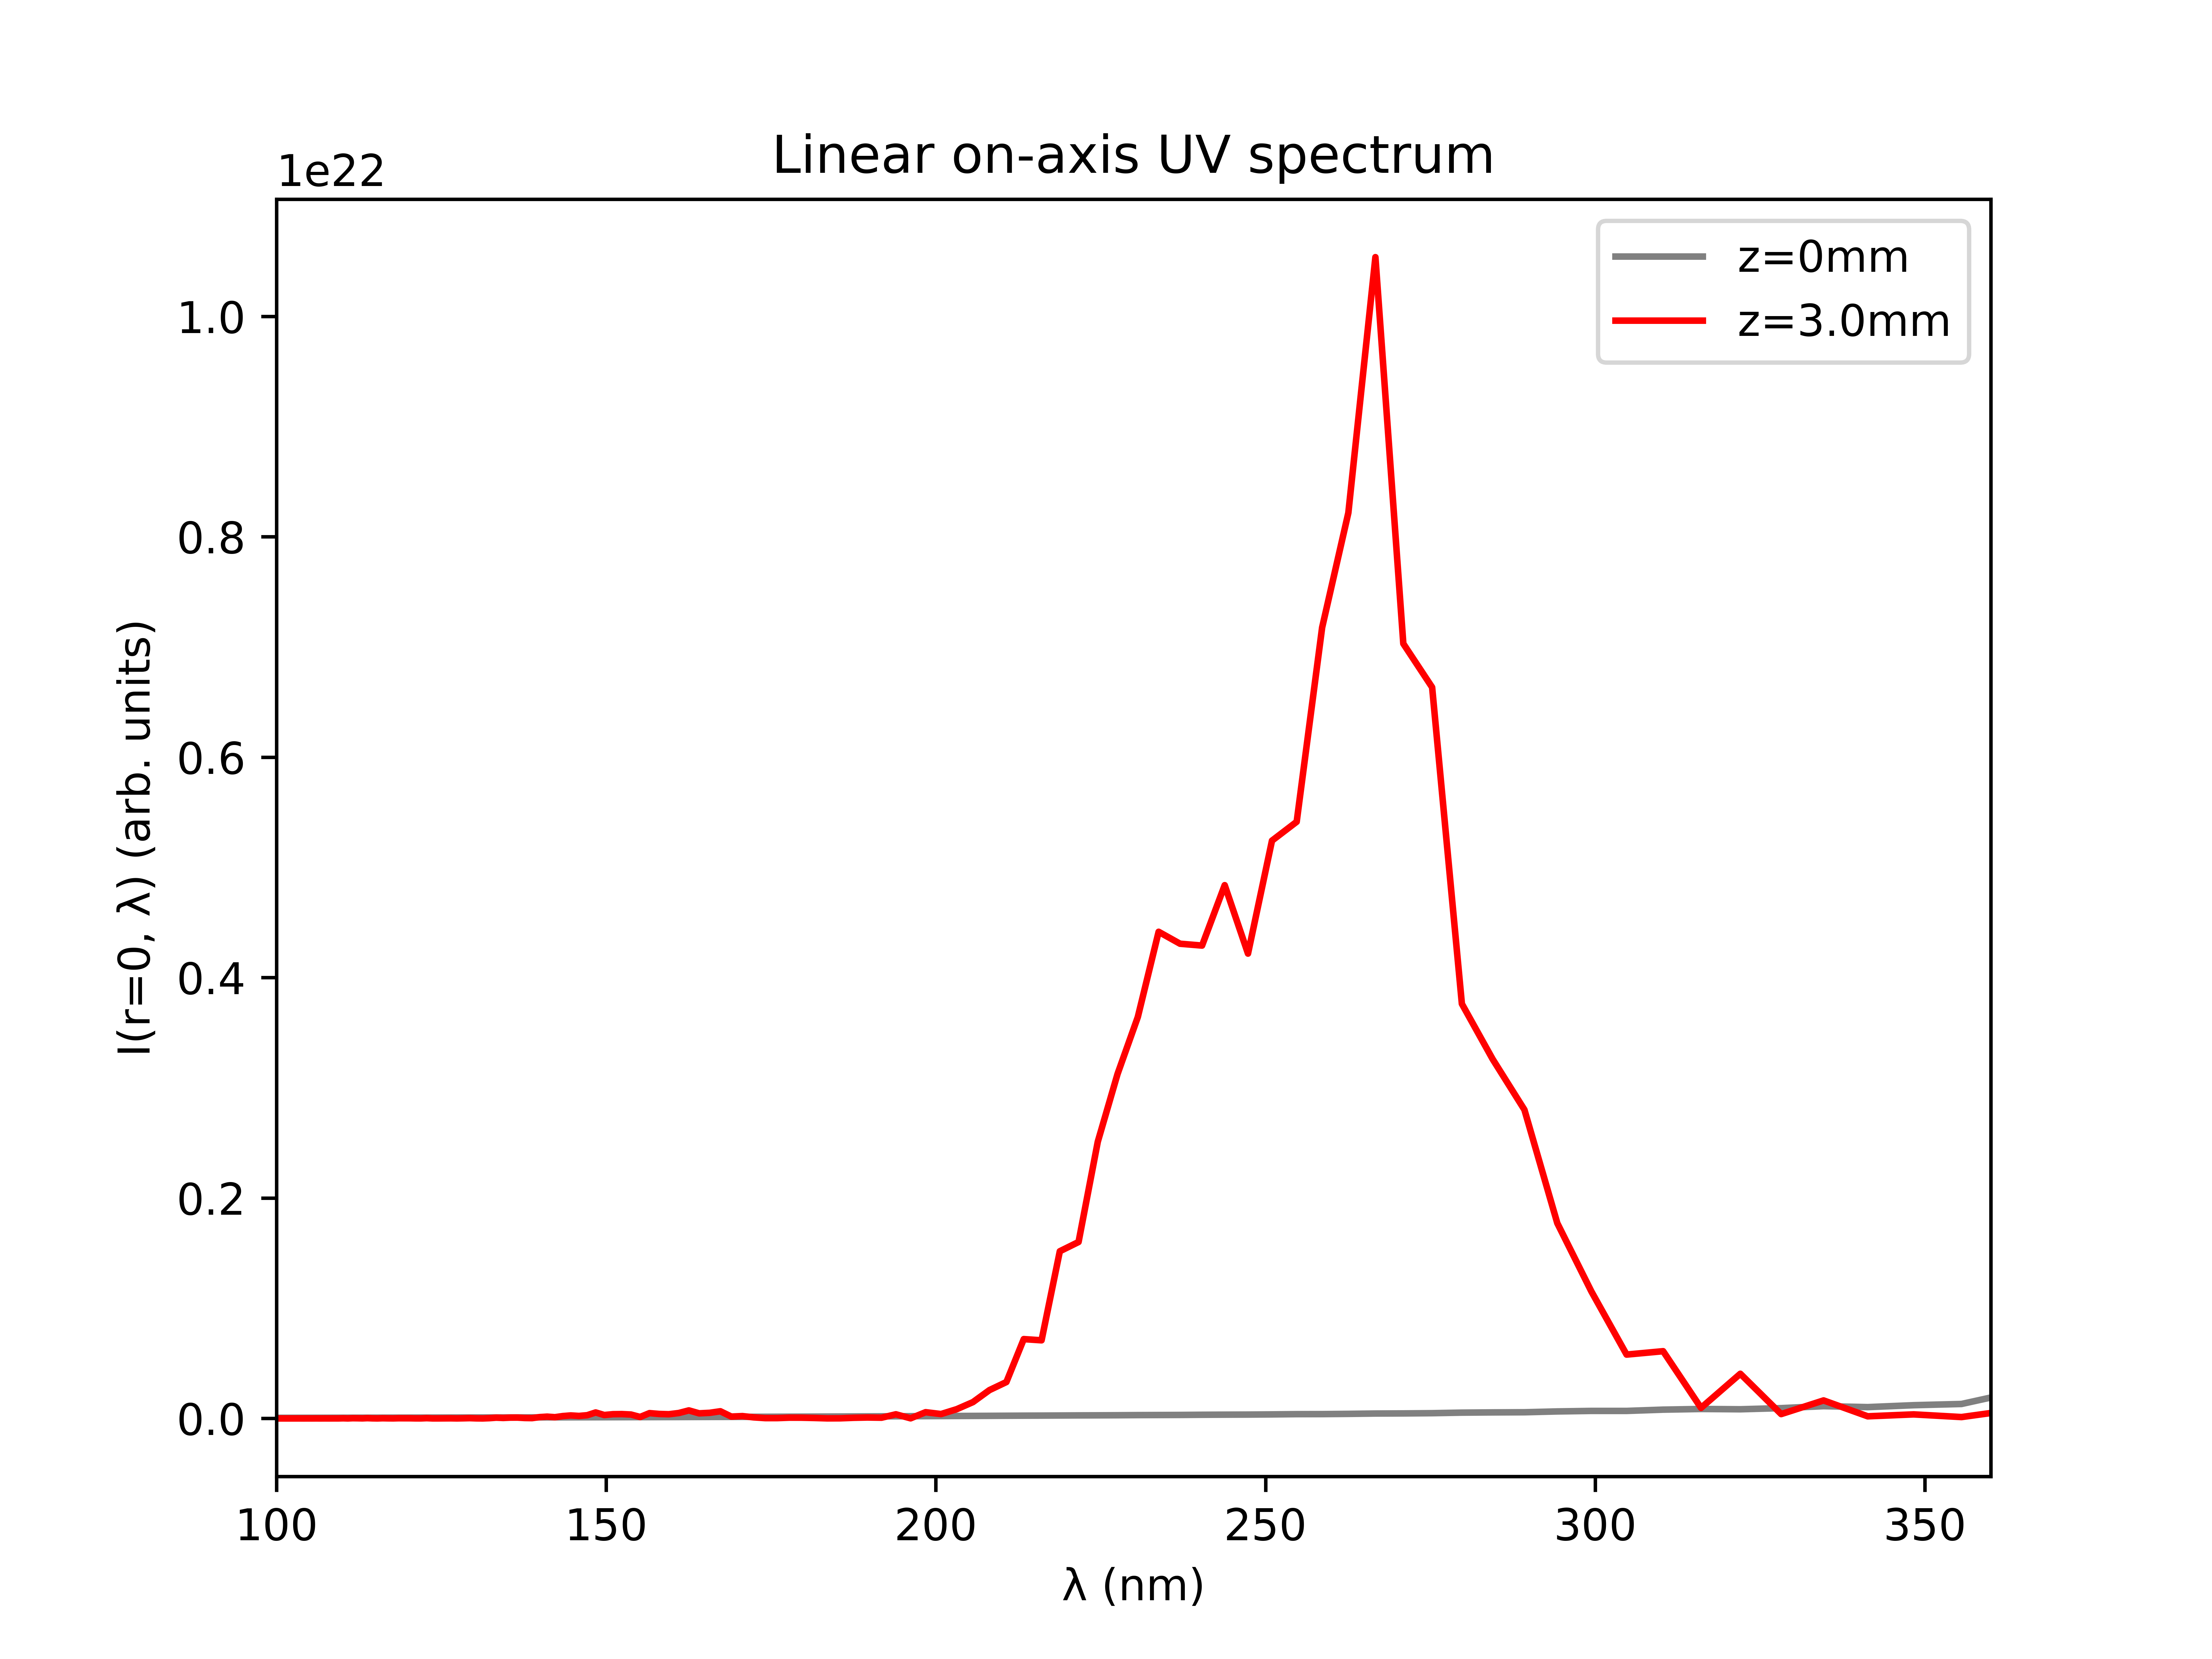 Linear on-axis UV spectrum
1e22
z=0mm
z=3.0mm
1.0
0.8
0.6
0.4
0.2
0.0
I(r=0, λ) (arb. units)
100 150 200 250 300 350
λ (nm)